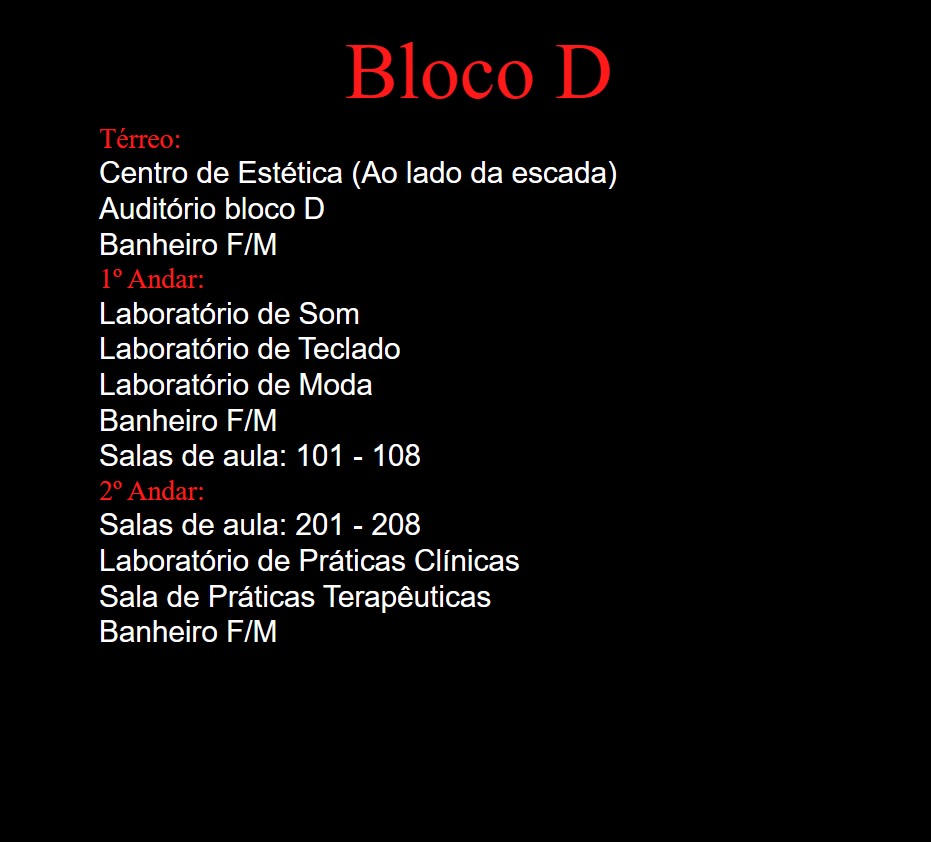 Bloco D
Térreo:
Centro de Estética (Ao lado da escada)
Auditório bloco D
Banheiro F/M
1º Andar:
Laboratório de Som
Laboratório de Teclado
Laboratório de Moda
Banheiro F/M
Salas de aula: 101 - 108
2º Andar:
Salas de aula: 201 - 208
Laboratório de Práticas Clínicas
Sala de Práticas Terapêuticas
Banheiro F/M